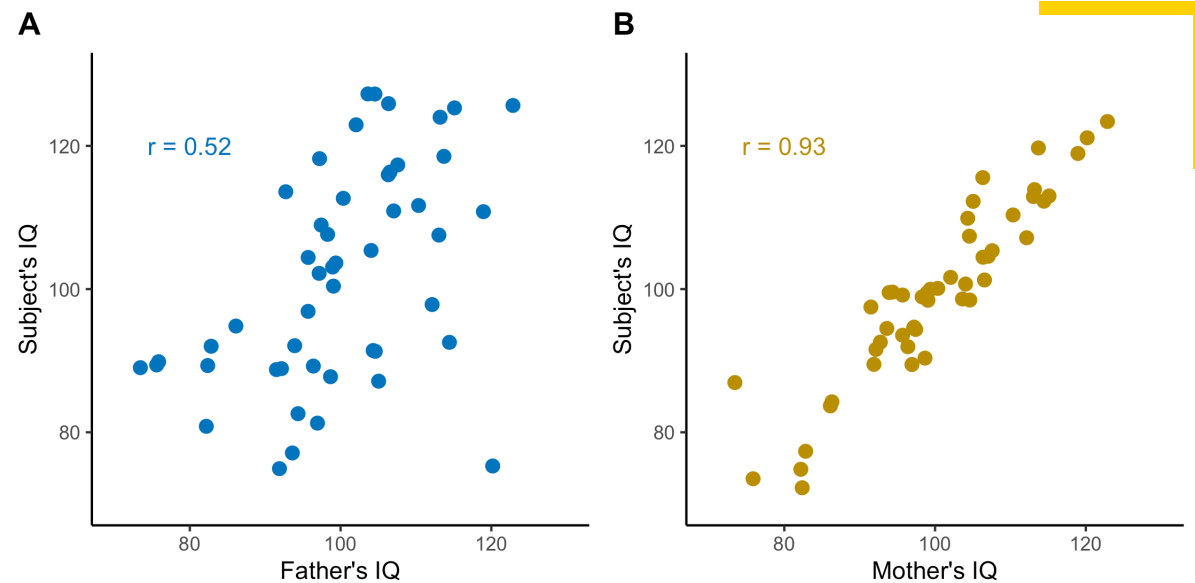 A
r = 0.52
120
100
80
Subject's IQ
80
100
120
Father's IQ
B
r = 0.93
120
100
80
Subject's IQ
80
100
120
Mother's IQ